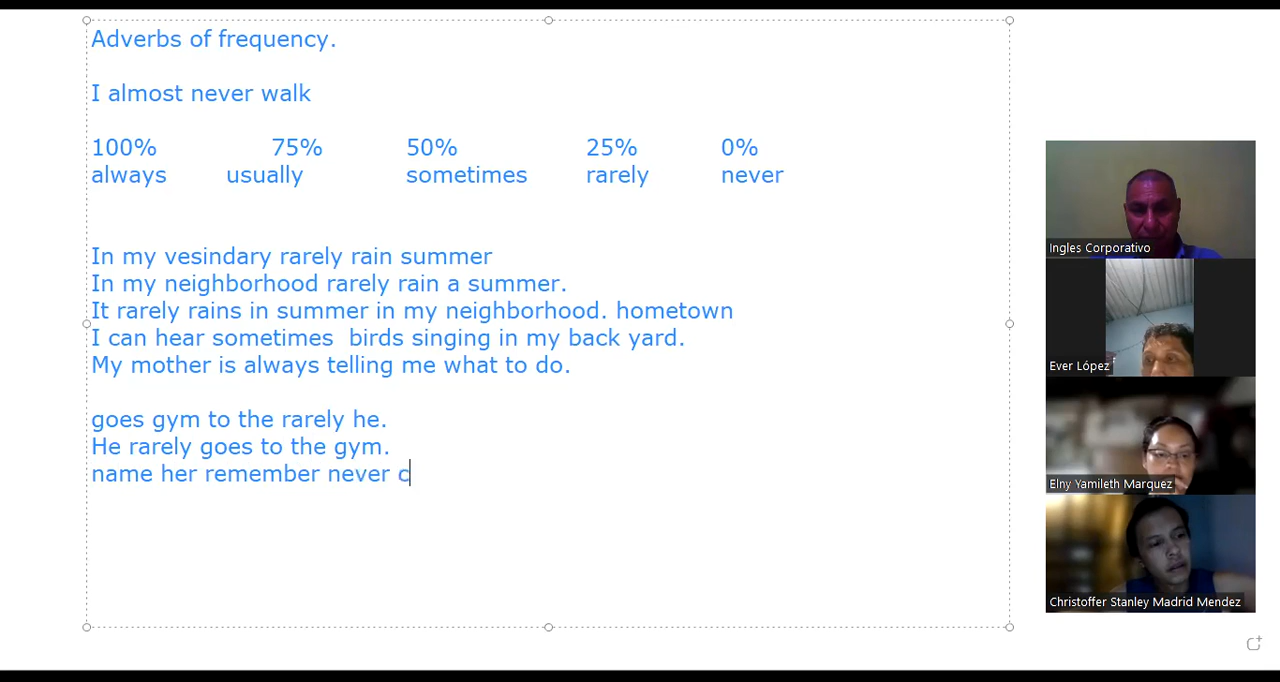 Adverbs of frequency.
I almost never walk
100% 75% 50% 25% 0%
always usually sometimes rarely never
In my vesindary rarely rain summer
In my neighborhood rarely rain a summer.
It rarely rains in summer in my neighborhood. hometown
I can hear sometimes birds singing in my back yard.
My mother is always telling me what to do.
goes gym to the rarely he.
He rarely goes to the gym.
name her remember never c
Ingles Corporativo
Ever López
Elny Yamileth Marquez
Christoffer Stanley Madrid Mendez